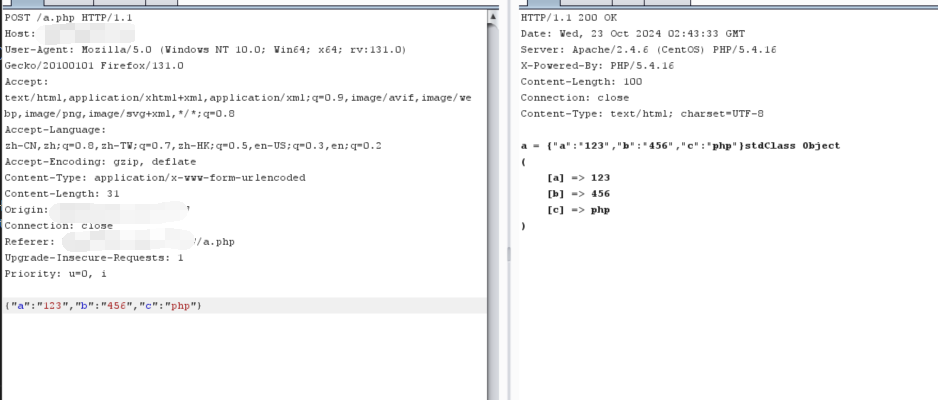 POST /a.php HTTP/1.1
Host:
User-Agent: Mozilla/5.0 (Windows NT 10.0; Win64; x64; rv:131.0)
Gecko/20100101 Firefox/131.0
Accept:
text/html,application/xhtml+xml,application/xml;q=0.9,image/avif,image/we
bp,image/png,image/svg+xml,*/*;q=0.8
Accept-Language:
zh-CN,zh;q=0.8,zh-TW;q=0.7,zh-HK;q=0.5,en-US;q=0.3,en;q=0.2
Accept-Encoding: gzip, deflate
Content-Type: application/x-www-form-urlencoded
Content-Length: 31
Origin:
Connection: close
Referer: /a.php
Upgrade-Insecure-Requests: 1
Priority: u=0, i
{"a":"123","b":"456","c":"php"}
HTTP/1.1 200 OK
Date: Wed, 23 Oct 2024 02:43:33 GMT
Server: Apache/2.4.6 (CentOS) PHP/5.4.16
X-Powered-By: PHP/5.4.16
Content-Length: 100
Connection: close
Content-Type: text/html; charset=UTF-8
a = {"a":"123","b":"456","c":"php"}stdClass Object
(
[a] => 123
[b] => 456
[c] => php
)